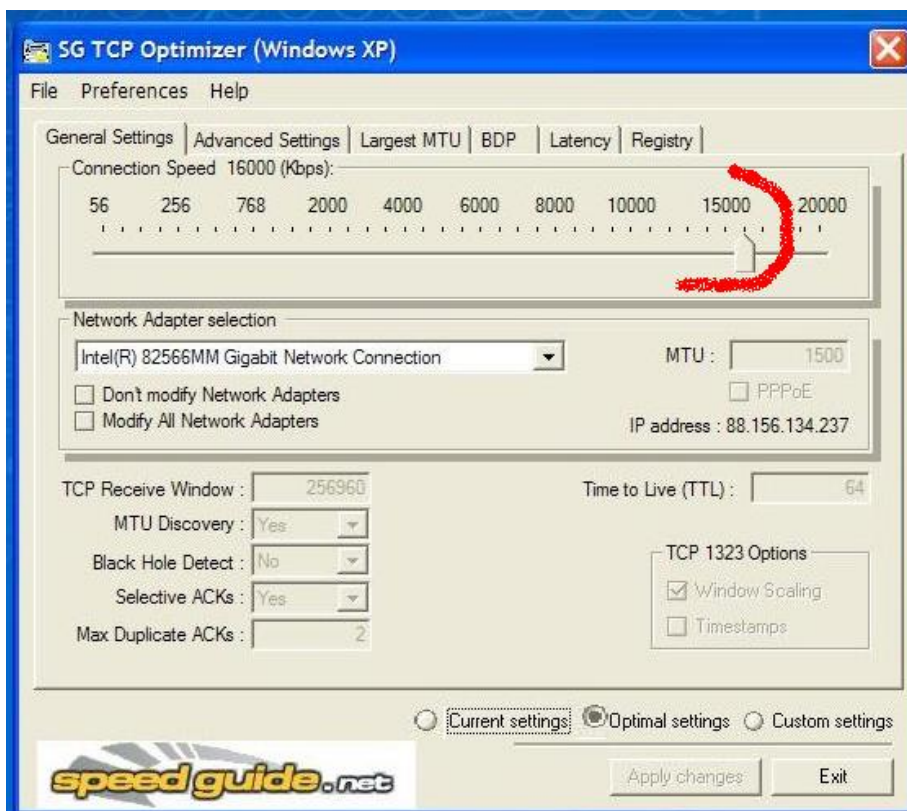 SG TCP Optimizer (Windows XP)
File Preferences Help
General Settings Advanced Settings Largest MTU BDP Latency Registry
Connection Speed 16000 (Kbps):
56 256 768 2000 4000 6000 8000 10000 15000 20000
Network Adapter selection
Intel(R) 82566MM Gigabit Network Connection
MTU : 1500
Don't modify Network Adapters
PPPoE
Modify All Network Adapters
IP address : 88.156.134.237
TCP Receive Window : 256960
Time to Live (TTL) : 64
MTU Discovery : Yes
Black Hole Detect : No
TCP 1323 Options
Selective ACKs : Yes
Window Scaling
Max Duplicate ACKs : 2
Timestamps
Current settings Optimal settings Custom settings
speedguide.net
Apply changes Exit